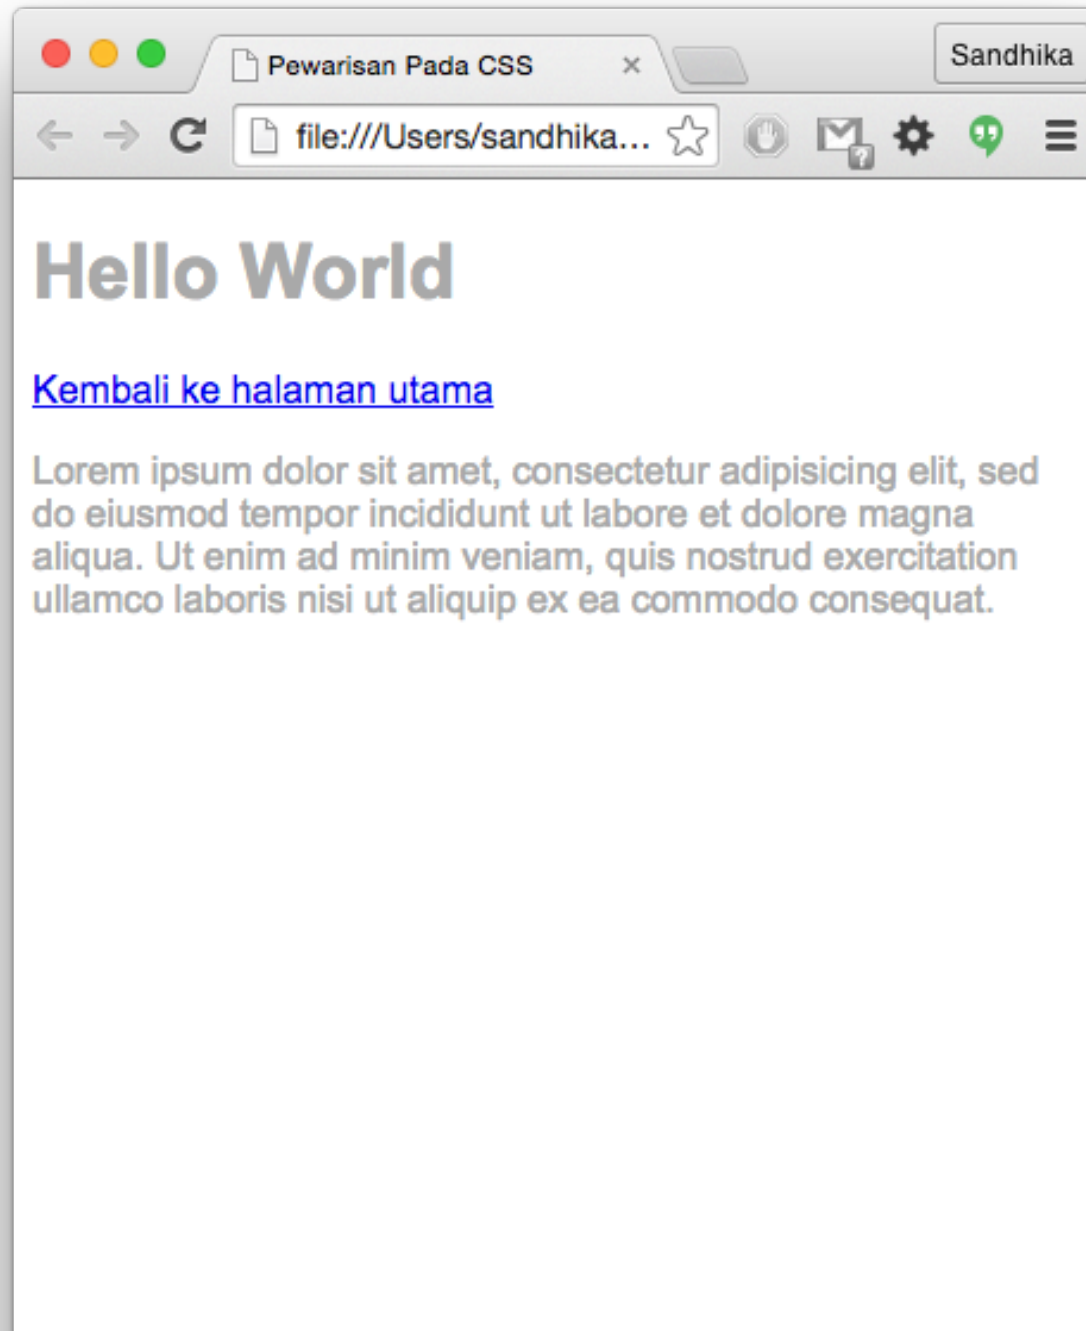 Pewarisan Pada CSS
Sandhika
file:///Users/sandhika...
Hello World
Kembali ke halaman utama
Lorem ipsum dolor sit amet, consectetur adipisicing elit, sed
do eiusmod tempor incididunt ut labore et dolore magna
aliqua. Ut enim ad minim veniam, quis nostrud exercitation
ullamco laboris nisi ut aliquip ex ea commodo consequat.